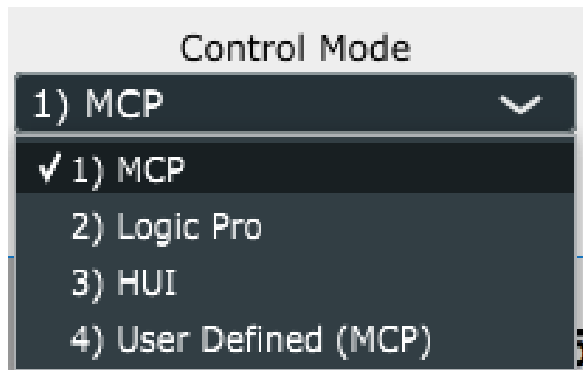 Control Mode
1) MCP
✓ 1) MCP
2) Logic Pro
3) HUI
4) User Defined (MCP)